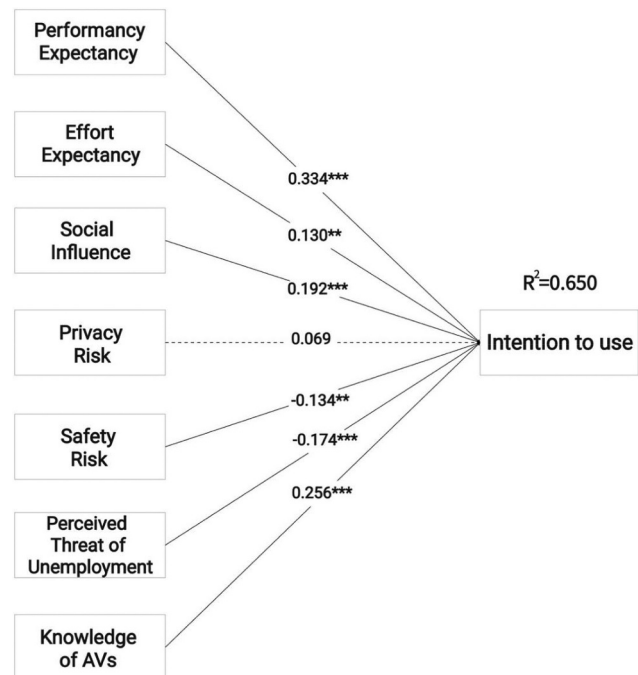 Performancy
Expectancy
Effort
Expectancy
Social
Influence
Privacy
Risk
Safety
Risk
Perceived
Threat of
Unemployment
Knowledge
of AVs
0.334***
0.130**
0.192***
0.069
-0.134**
-0.174***
0.256***
R²=0.650
Intention to use